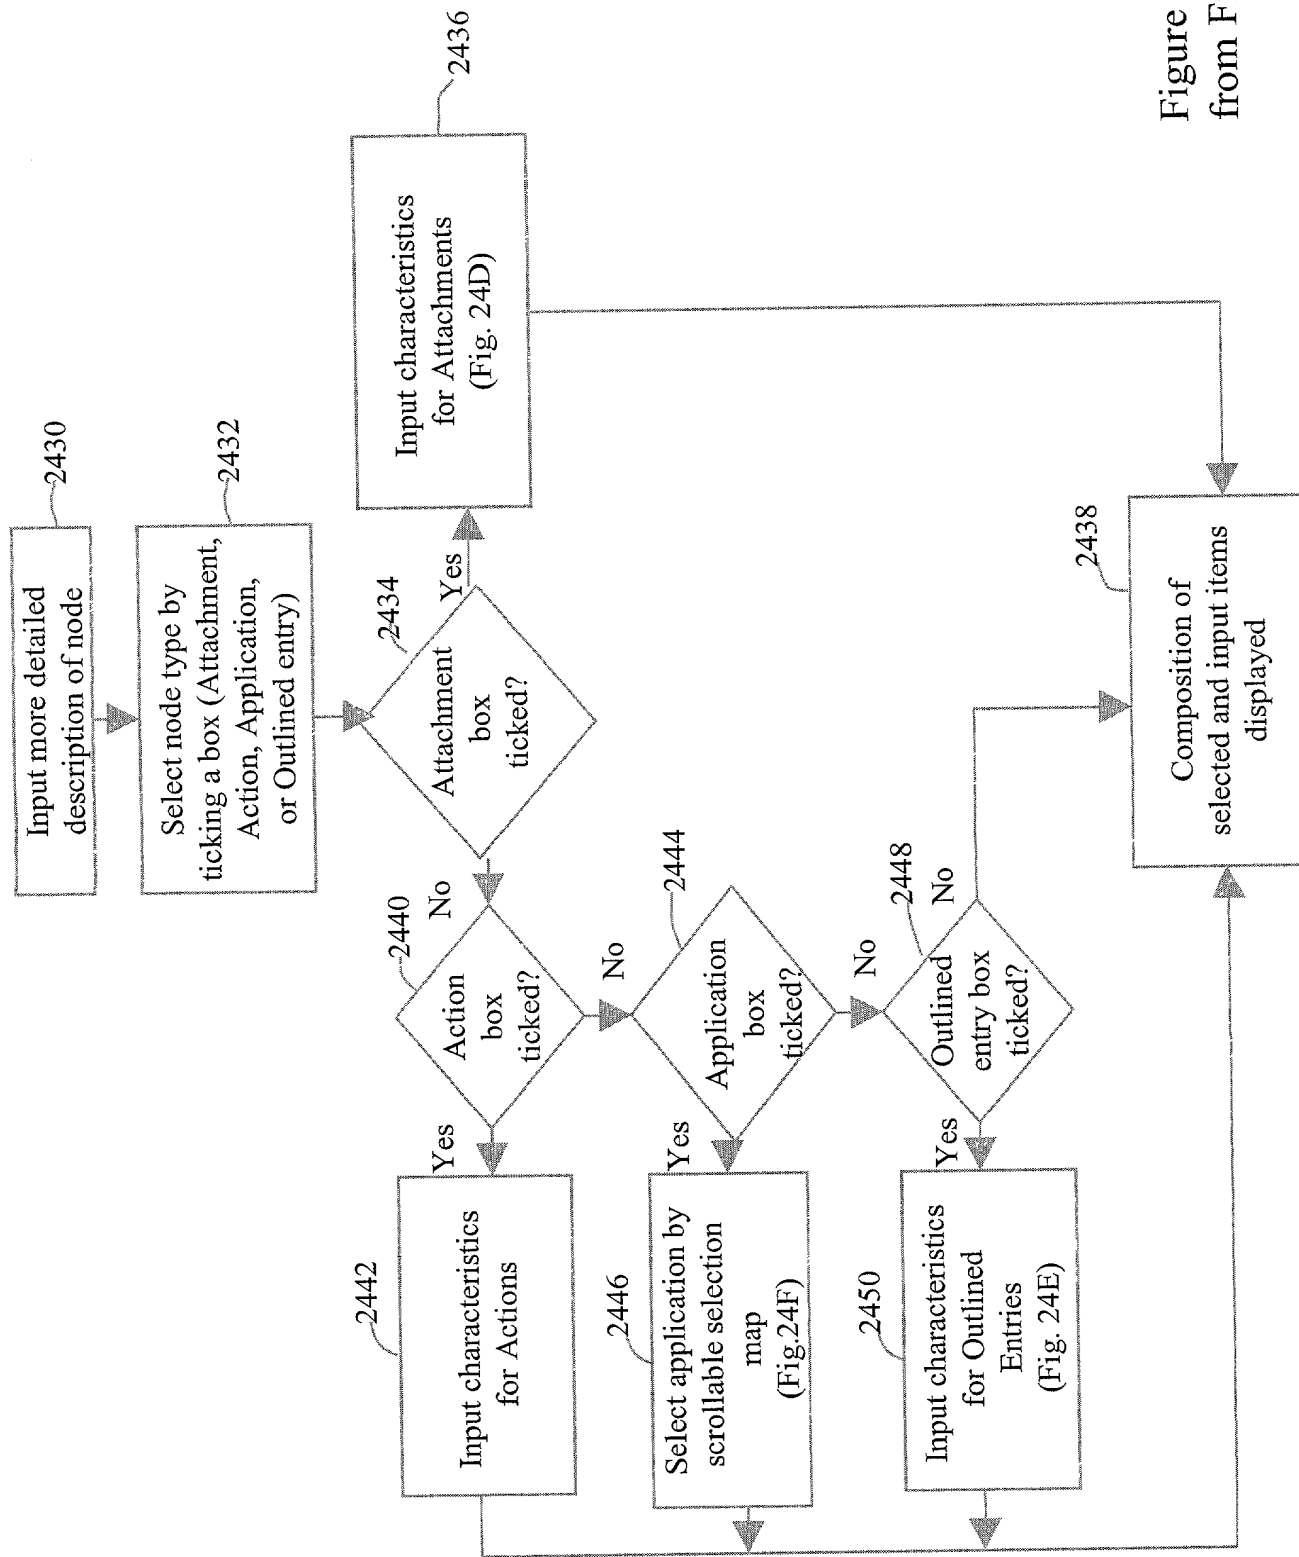 2430
Input more detailed
description of node
2432
Select node type by
ticking a box (Attachment,
Action, Application,
or Outlined entry)
2434
Attachment
box
ticked?
Yes
2436
Input characteristics
for Attachments
(Fig. 24D)
No
2440
Action
box
ticked?
Yes
2442
Input characteristics
for Actions
No
2444
Application
box
ticked?
Yes
2446
Select application by
scrollable selection
map
(Fig.24F)
No
2448
Outlined
entry box
ticked?
Yes
2450
Input characteristics
for Outlined
Entries
(Fig. 24E)
No
2438
Composition of
selected and input items
displayed
Figure
from F